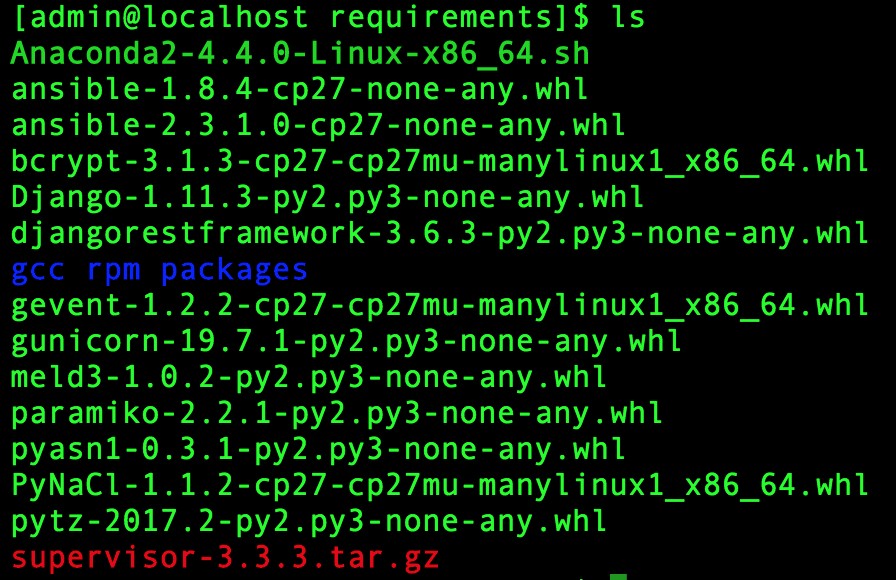 [admin@localhost requirements]$ ls
Anaconda2-4.4.0-Linux-x86_64.sh
ansible-1.8.4-cp27-none-any.whl
ansible-2.3.1.0-cp27-none-any.whl
bcrypt-3.1.3-cp27-cp27mu-manylinux1_x86_64.whl
Django-1.11.3-py2.py3-none-any.whl
djangorestframework-3.6.3-py2.py3-none-any.whl
gcc rpm packages
gevent-1.2.2-cp27-cp27mu-manylinux1_x86_64.whl
gunicorn-19.7.1-py2.py3-none-any.whl
meld3-1.0.2-py2.py3-none-any.whl
paramiko-2.2.1-py2.py3-none-any.whl
pyasn1-0.3.1-py2.py3-none-any.whl
PyNaCl-1.1.2-cp27-cp27mu-manylinux1_x86_64.whl
pytz-2017.2-py2.py3-none-any.whl
supervisor-3.3.3.tar.gz